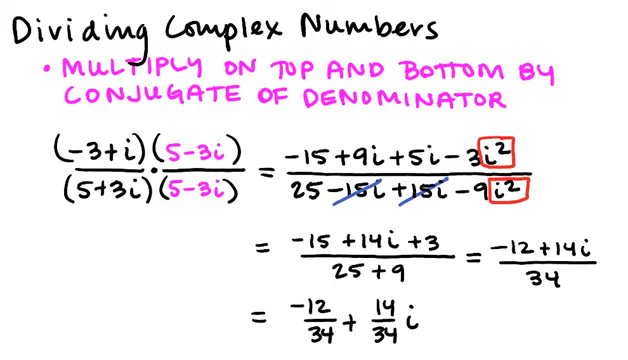 Dividing Complex Numbers
• MULTIPLY ON TOP AND BOTTOM BY
CONJUGATE OF DENOMINATOR
(-3+i)/(5+3i) · (5-3i)/(5-3i) = (-15+9i+5i-3i²)/(25-15i+15i-9i²)
= (-15+14i+3)/(25+9) = (-12+14i)/34
= -12/34 + 14/34 i